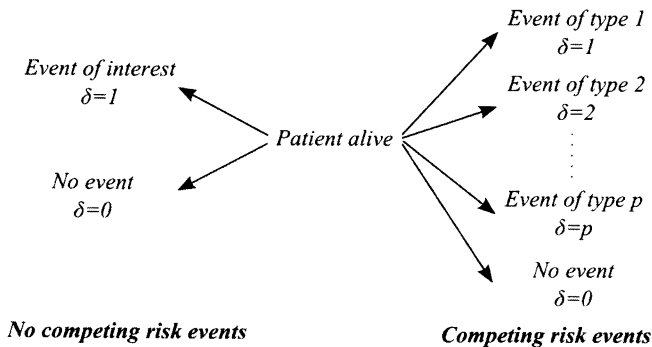 Event of interest
δ=1
No event
δ=0
Patient alive
Event of type 1
δ=1
Event of type 2
δ=2
Event of type p
δ=p
No event
δ=0
No competing risk events
Competing risk events